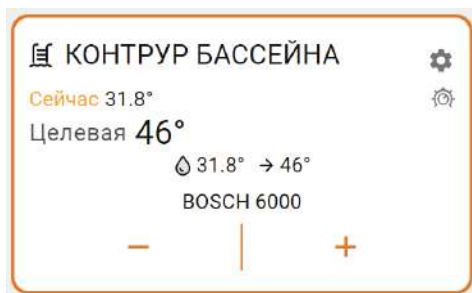 КОНТРУР БАССЕЙНА
Сейчас 31.8°
Целевая 46°
31.8° → 46°
BOSCH 6000
− +